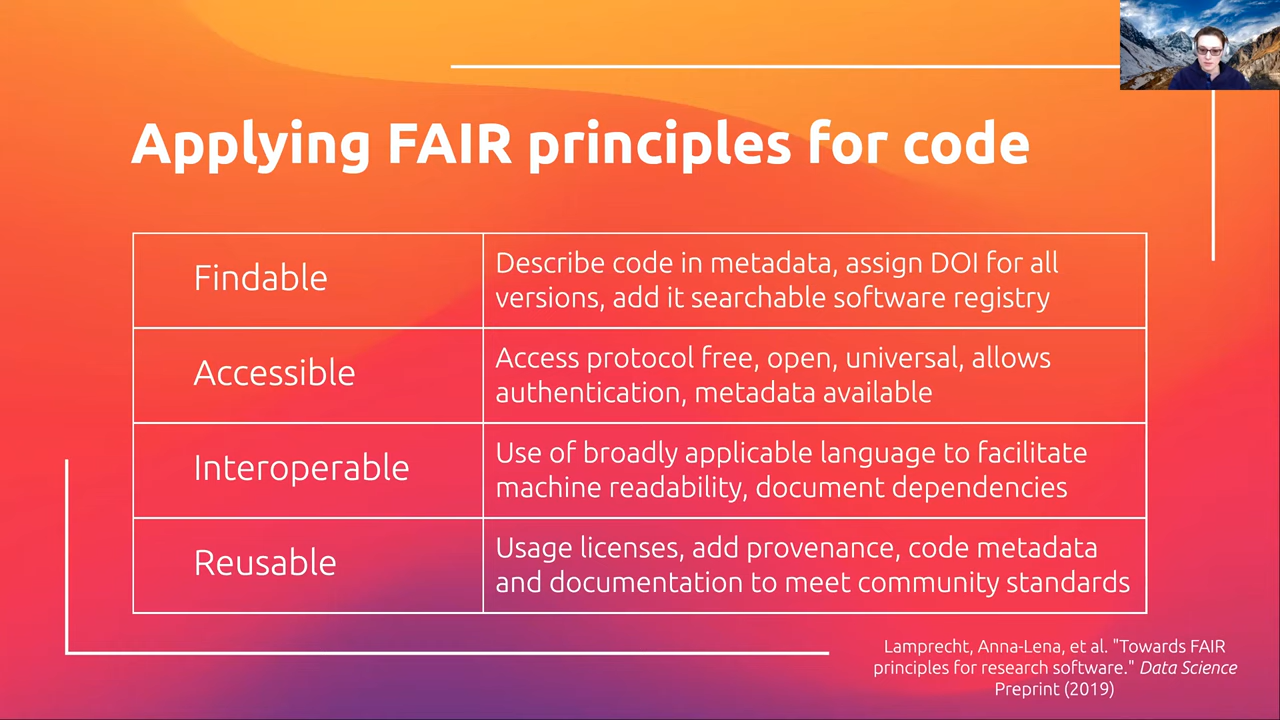 Applying FAIR principles for code
Findable
Describe code in metadata, assign DOI for all
versions, add it searchable software registry
Accessible
Access protocol free, open, universal, allows
authentication, metadata available
Interoperable
Use of broadly applicable language to facilitate
machine readability, document dependencies
Reusable
Usage licenses, add provenance, code metadata
and documentation to meet community standards
Lamprecht, Anna-Lena, et al. "Towards FAIR
principles for research software." Data Science
Preprint (2019)